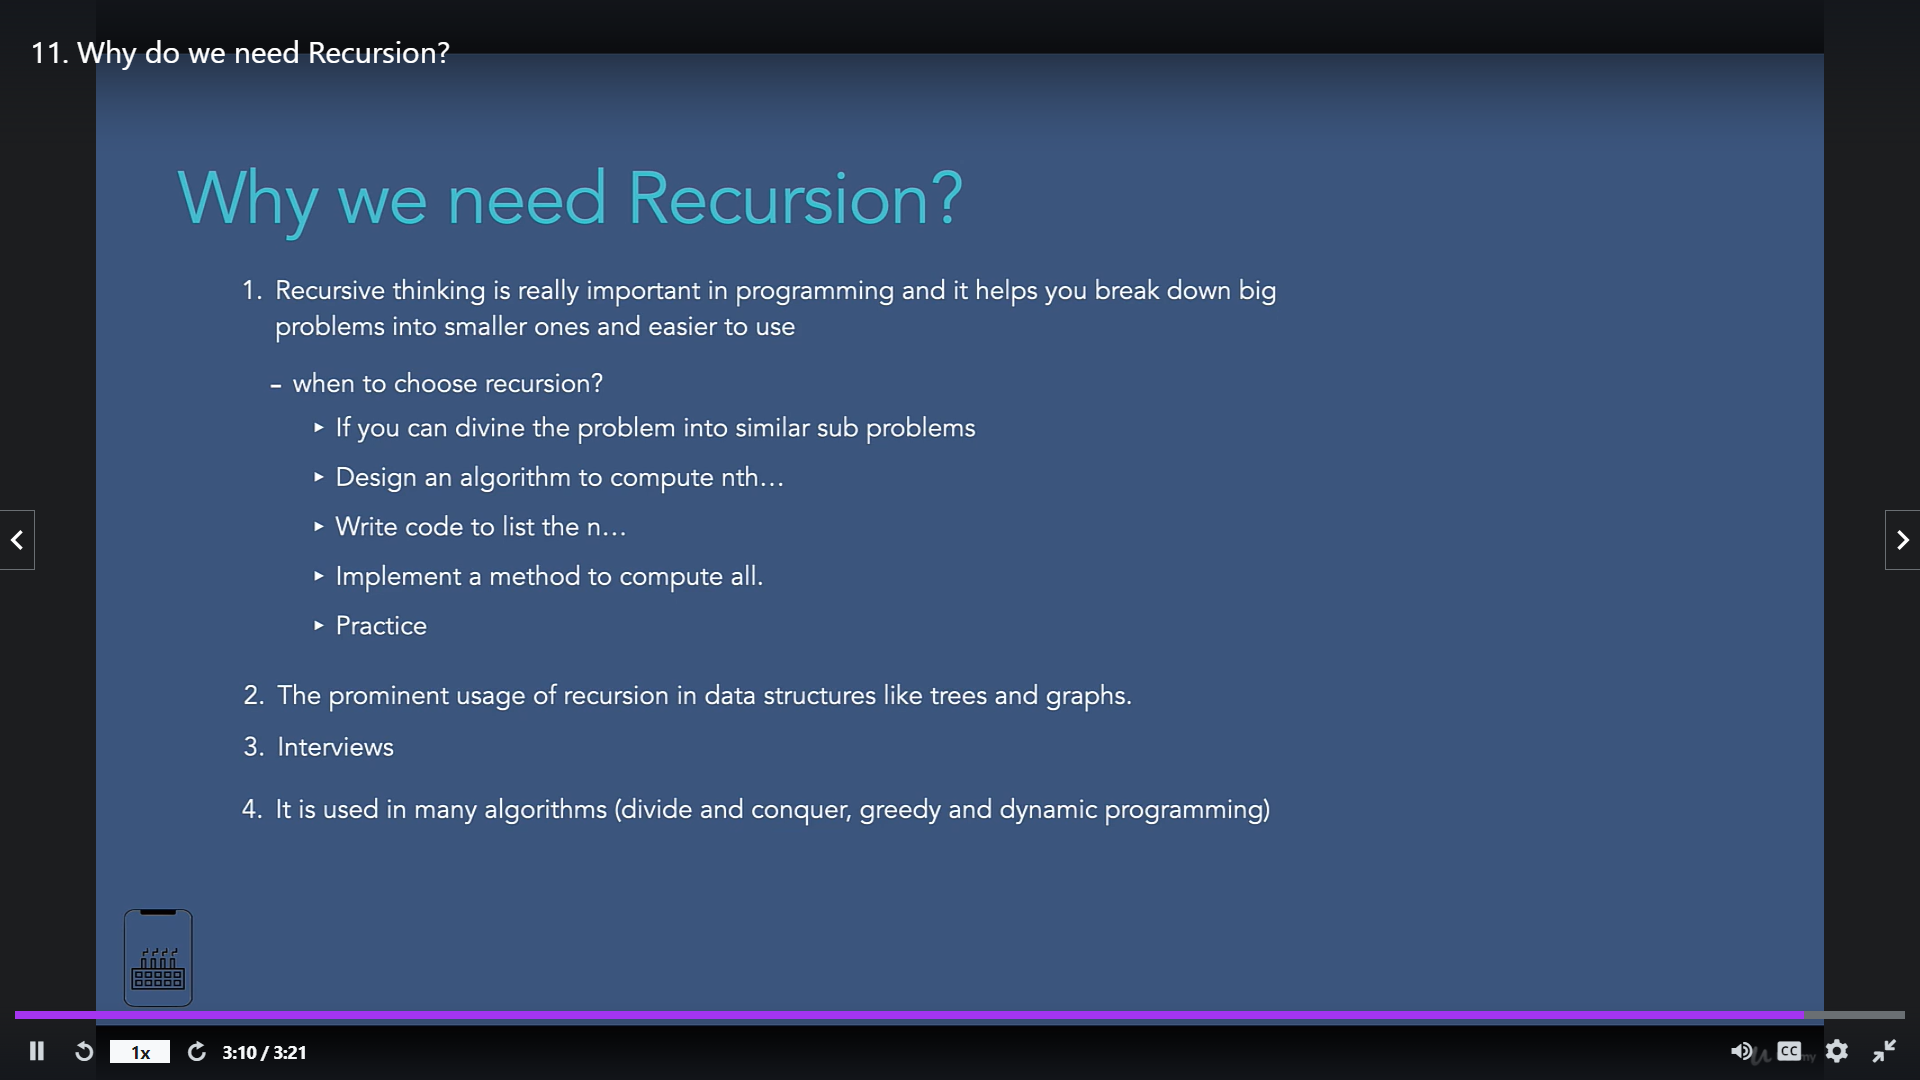 11. Why do we need Recursion?
Why we need Recursion?
1. Recursive thinking is really important in programming and it helps you break down big
problems into smaller ones and easier to use
- when to choose recursion?
▸ If you can divine the problem into similar sub problems
▸ Design an algorithm to compute nth...
▸ Write code to list the n...
▸ Implement a method to compute all.
▸ Practice
2. The prominent usage of recursion in data structures like trees and graphs.
3. Interviews
4. It is used in many algorithms (divide and conquer, greedy and dynamic programming)
1x
3:10 / 3:21
CC